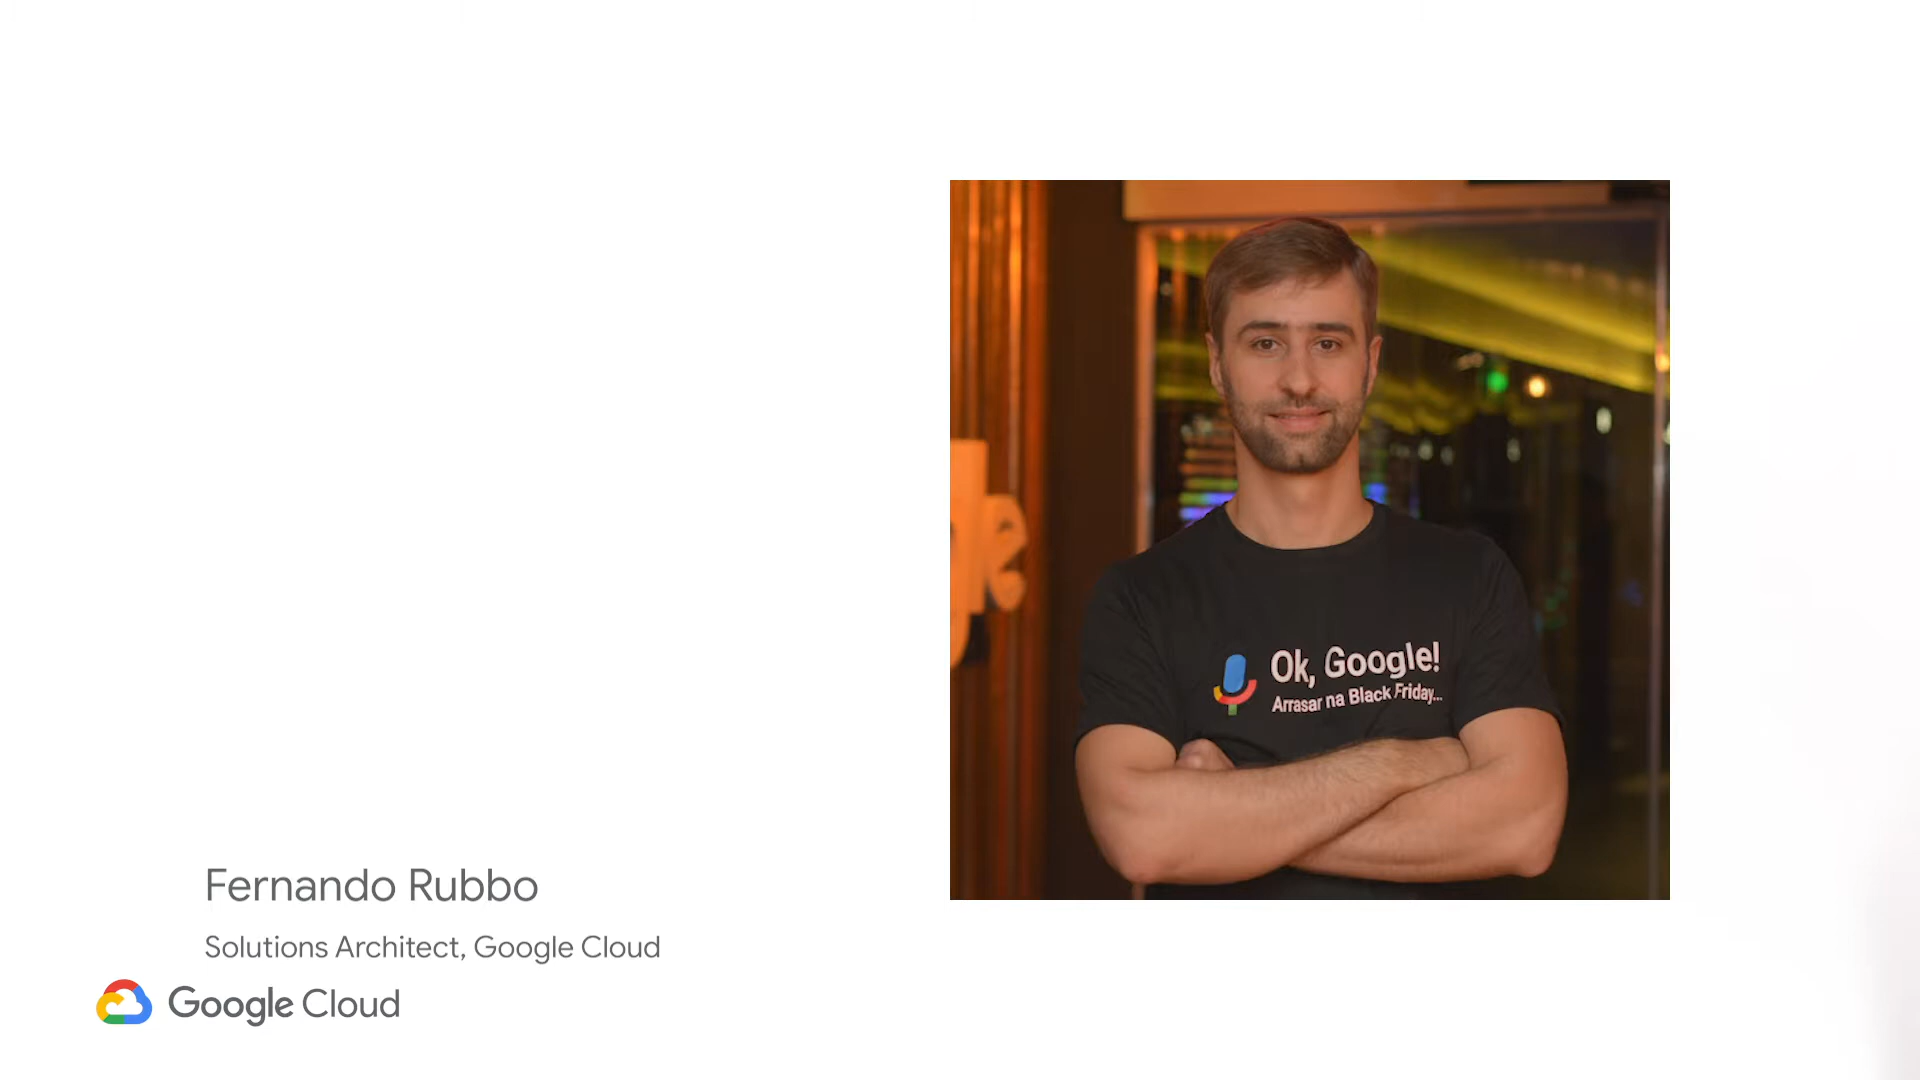 Ok, Google!
Arrasar na Black Friday...
Fernando Rubbo
Solutions Architect, Google Cloud
Google Cloud